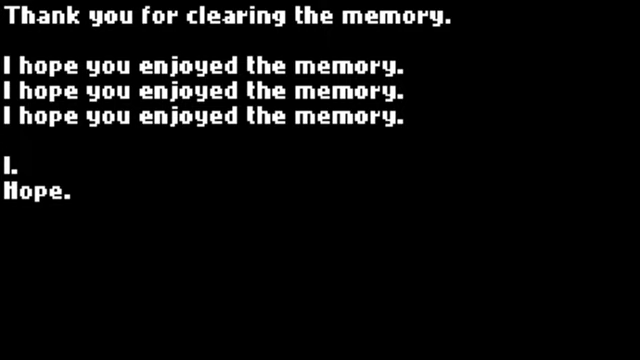 Thank you for clearing the memory.
I hope you enjoyed the memory.
I hope you enjoyed the memory.
I hope you enjoyed the memory.
I.
Hope.